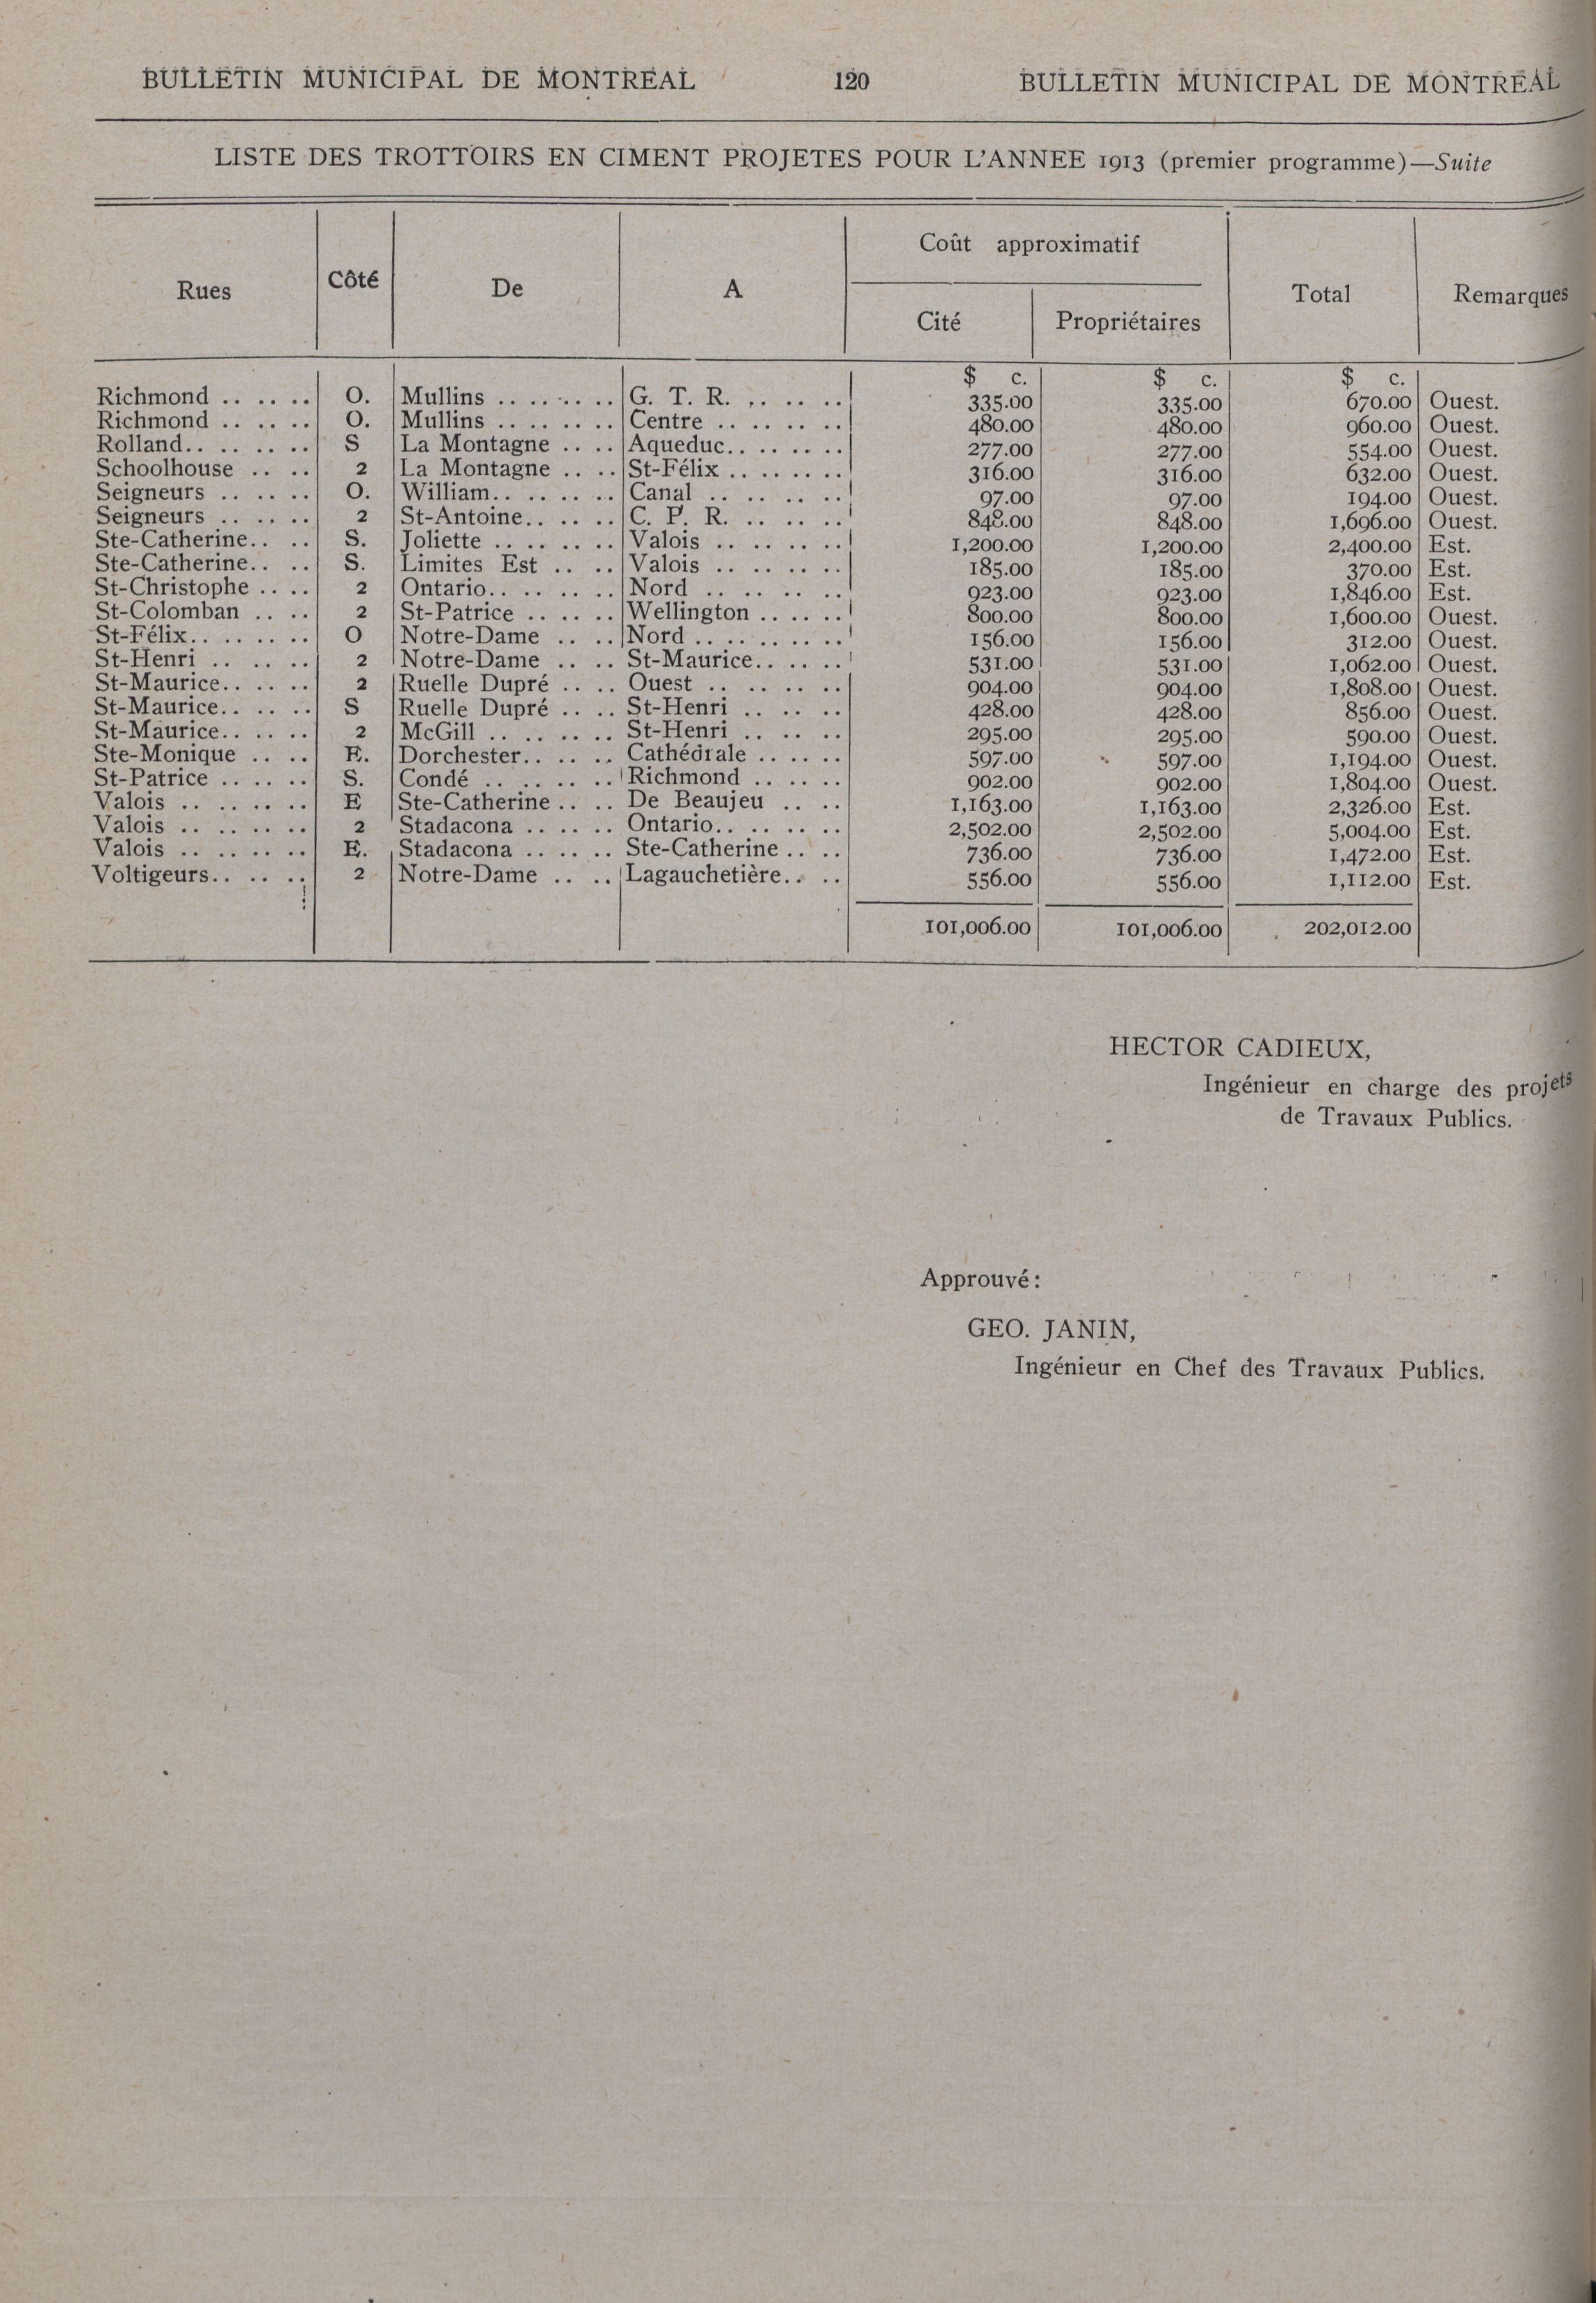 BULLETIN MUNICIPAL DE MONTREAL 120 BULLETIN MUNICIPAL DE MONTRÉAL
LISTE DES TROTTOIRS EN CIMENT PROJETES POUR L'ANNEE 1913 (premier programme)—Suite
Coût approximatif
Rues Côté De A Total Remarques
Cité Propriétaires
$ c. $ c. $ c.
Richmond .. .. .. O. Mullins .. .. .. .. G. T. R. .. .. .. 335.00 335.00 670.00 Ouest.
Richmond .. .. .. O. Mullins .. .. .. .. Centre .. .. .. .. 480.00 480.00 960.00 Ouest.
Rolland.. .. .. .. S La Montagne .. .. Aqueduc.. .. .. .. 277.00 277.00 554.00 Ouest.
Schoolhouse .. .. 2 La Montagne .. .. St-Félix .. .. .. .. 316.00 316.00 632.00 Ouest.
Seigneurs .. .. .. O. William.. .. .. .. Canal .. .. .. .. 97.00 97.00 194.00 Ouest.
Seigneurs .. .. .. 2 St-Antoine.. .. .. C. P. R. .. .. .. 848.00 848.00 1,696.00 Ouest.
Ste-Catherine.. .. S. Joliette .. .. .. .. Valois .. .. .. .. 1,200.00 1,200.00 2,400.00 Est.
Ste-Catherine.. .. S. Limites Est .. .. Valois .. .. .. .. 185.00 185.00 370.00 Est.
St-Christophe .. .. 2 Ontario.. .. .. .. Nord .. .. .. .. 923.00 923.00 1,846.00 Est.
St-Colomban .. .. 2 St-Patrice .. .. .. Wellington .. .. .. 800.00 800.00 1,600.00 Ouest.
St-Félix.. .. .. .. O Notre-Dame .. .. Nord .. .. .. .. .. 156.00 156.00 312.00 Ouest.
St-Henri .. .. .. 2 Notre-Dame .. .. St-Maurice.. .. .. 531.00 531.00 1,062.00 Ouest.
St-Maurice.. .. .. 2 Ruelle Dupré .. .. Ouest .. .. .. .. 904.00 904.00 1,808.00 Ouest.
St-Maurice.. .. .. S Ruelle Dupré .. .. St-Henri .. .. .. 428.00 428.00 856.00 Ouest.
St-Maurice.. .. .. 2 McGill .. .. .. .. St-Henri .. .. .. 295.00 295.00 590.00 Ouest.
Ste-Monique .. .. E. Dorchester.. .. .. Cathédrale .. .. .. 597.00 597.00 1,194.00 Ouest.
St-Patrice .. .. .. S. Condé .. .. .. .. Richmond .. .. .. 902.00 902.00 1,804.00 Ouest.
Valois .. .. .. .. E Ste-Catherine .. .. De Beaujeu .. .. 1,163.00 1,163.00 2,326.00 Est.
Valois .. .. .. .. 2 Stadacona .. .. .. Ontario.. .. .. .. 2,502.00 2,502.00 5,004.00 Est.
Valois .. .. .. .. E. Stadacona .. .. .. Ste-Catherine .. .. 736.00 736.00 1,472.00 Est.
Voltigeurs.. .. .. 2 Notre-Dame .. .. Lagauchetière.. .. 556.00 556.00 1,112.00 Est.
101,006.00 101,006.00 202,012.00
HECTOR CADIEUX,
Ingénieur en charge des projets
de Travaux Publics.
Approuvé:
GEO. JANIN,
Ingénieur en Chef des Travaux Publics.